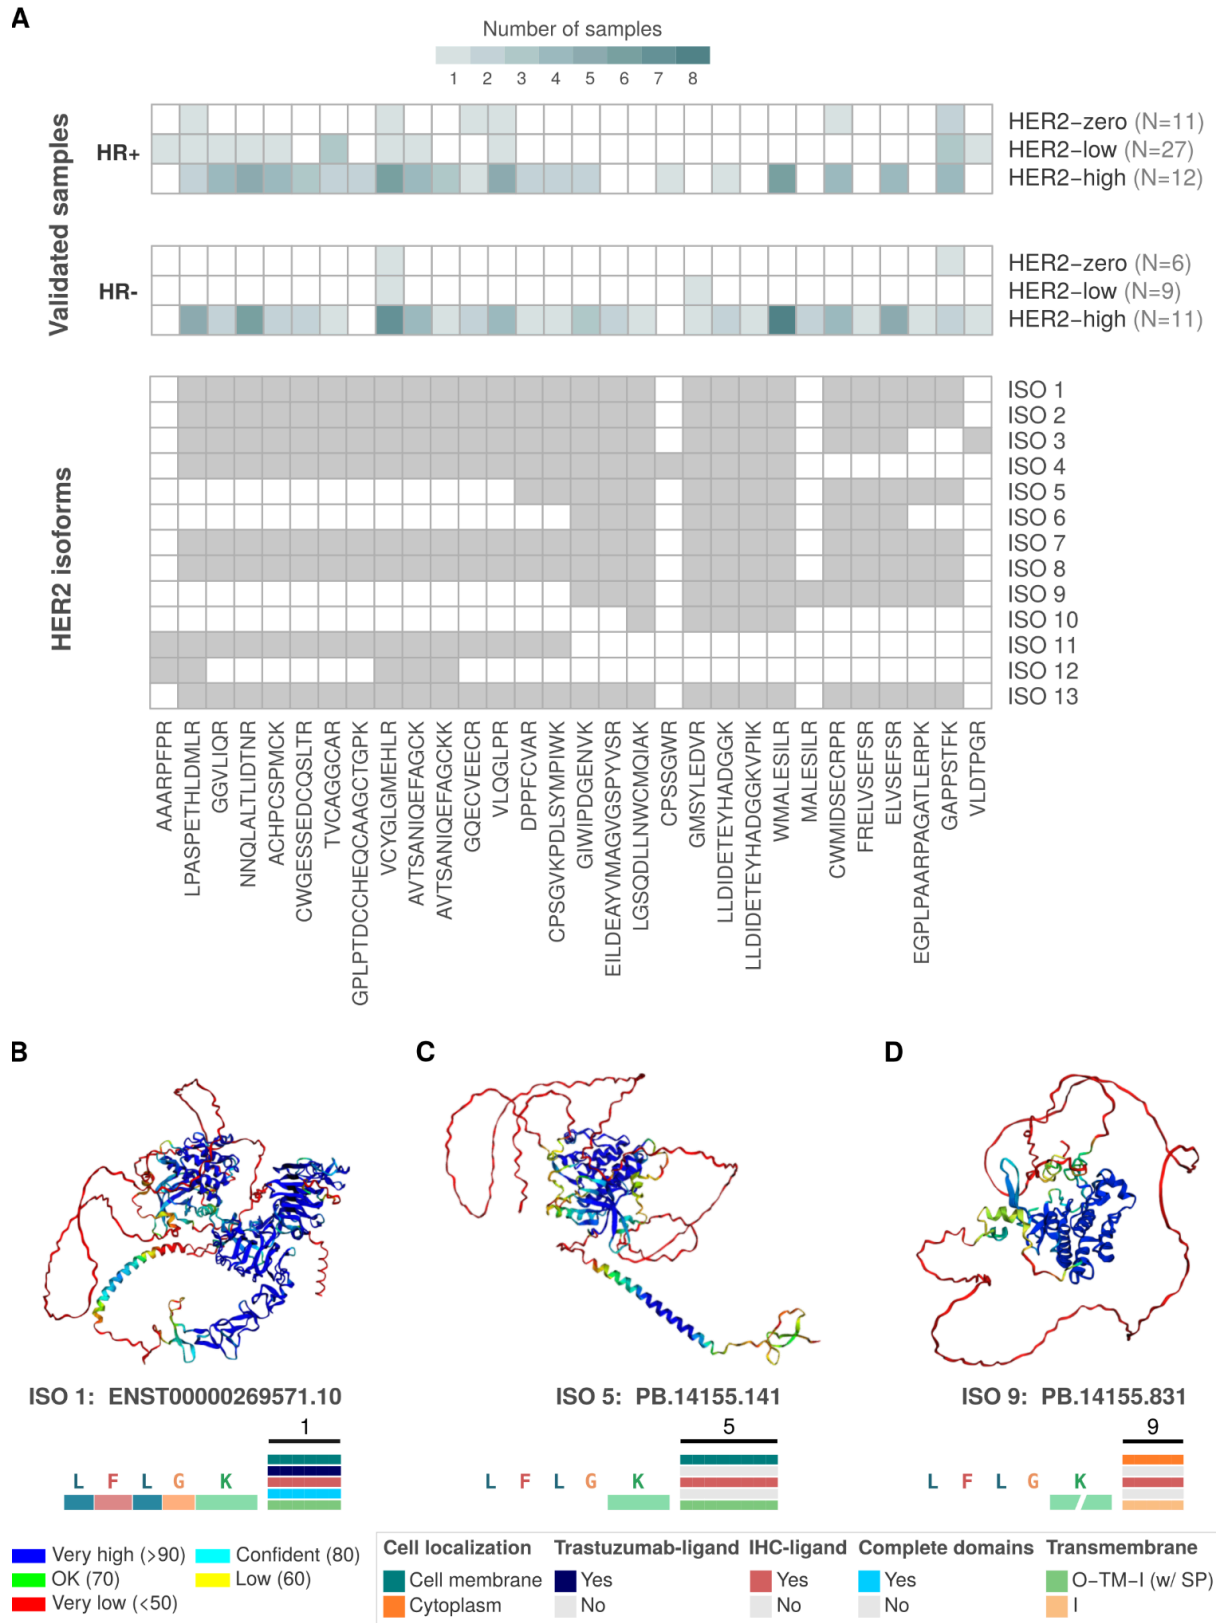 A
Number of samples
1 2 3 4 5 6 7 8
Validated samples
HR+
HER2-zero (N=11)
HER2-low (N=27)
HER2-high (N=12)
HR-
HER2-zero (N=6)
HER2-low (N=9)
HER2-high (N=11)
HER2 isoforms
ISO 1
ISO 2
ISO 3
ISO 4
ISO 5
ISO 6
ISO 7
ISO 8
ISO 9
ISO 10
ISO 11
ISO 12
ISO 13
AAARPFPR
LPASPETHLDMLR
GGVLIQR
NNQLALTLIDTNR
ACHPCSPMCK
CWGESSEDCQSLTR
TVCAGGCAR
GPLPTDCCHEQCAAGCTGPK
VCYGLGMEHLR
AVTSANIQEFAGCK
AVTSANIQEFAGCKK
GQECVEECR
VLQGLPR
DPPFCVAR
CPSGVKPDLSYMPIWK
GIWIPDGENVK
EILDEAYVMAGVGSPYVSR
LGSQDLLNWCMQIAK
CPSSGWR
GMSYLEDVR
LLDIDETEYHADGGK
LLDIDETEYHADGGKVPIK
WMALESILR
MALESILR
CWMIDSECRPR
FRELVSEFSR
ELVSEFSR
EGPLPAARPAGATLERPK
GAPPSTFK
VLDTPGR
B
C
D
ISO 1: ENST00000269571.10
ISO 5: PB.14155.141
ISO 9: PB.14155.831
1
5
9
L F L G K
L F L G K
L F L G K
Very high (>90)
Confident (80)
OK (70)
Low (60)
Very low (<50)
Cell localization
Cell membrane
Cytoplasm
Trastuzumab-ligand
Yes
No
IHC-ligand
Yes
No
Complete domains
Yes
No
Transmembrane
O-TM-I (w/ SP)
I